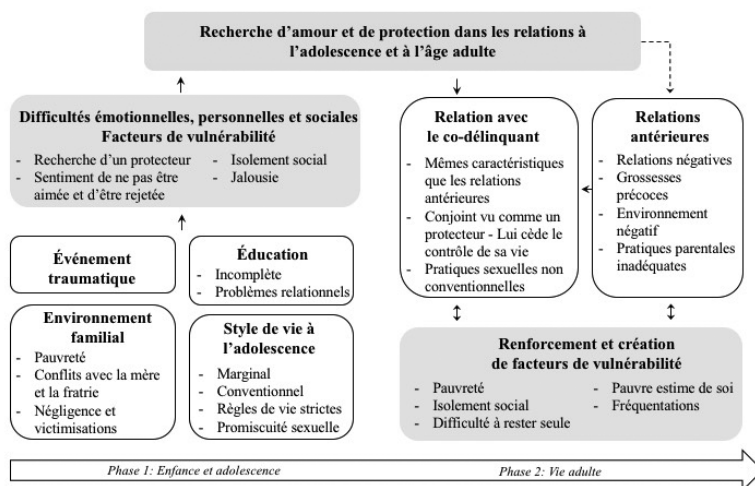 Recherche d'amour et de protection dans les relations à
l'adolescence et à l'âge adulte
Difficultés émotionnelles, personnelles et sociales
Facteurs de vulnérabilité
- Recherche d'un protecteur
- Sentiment de ne pas être
aimée et d'être rejetée
- Isolement social
- Jalousie
Événement
traumatique
Éducation
- Incomplète
- Problèmes relationnels
Environnement
familial
- Pauvreté
- Conflits avec la mère
et la fratrie
- Négligence et
victimisations
Style de vie à
l'adolescence
- Marginal
- Conventionnel
- Règles de vie strictes
- Promiscuité sexuelle
Relation avec
le co-délinquant
- Mêmes caractéristiques
que les relations
antérieures
- Conjoint vu comme un
protecteur - Lui cède le
contrôle de sa vie
- Pratiques sexuelles non
conventionnelles
Relations
antérieures
- Relations négatives
- Grossesses
précoces
- Environnement
négatif
- Pratiques parentales
inadéquates
Renforcement et création
de facteurs de vulnérabilité
- Pauvreté
- Isolement social
- Difficulté à rester seule
- Pauvre estime de soi
- Fréquentations
Phase 1: Enfance et adolescence
Phase 2: Vie adulte